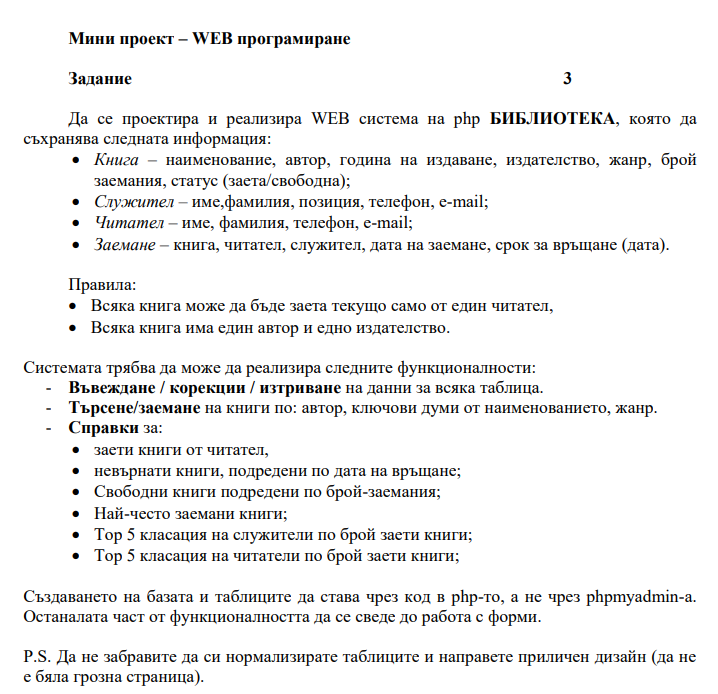 Мини проект – WEB програмиране
Задание 3
Да се проектира и реализира WEB система на php БИБЛИОТЕКА, която да
съхранява следната информация:
• Книга – наименование, автор, година на издаване, издателство, жанр, брой
заемания, статус (заета/свободна);
• Служител – име,фамилия, позиция, телефон, e-mail;
• Читател – име, фамилия, телефон, e-mail;
• Заемане – книга, читател, служител, дата на заемане, срок за връщане (дата).
Правила:
• Всяка книга може да бъде заета текущо само от един читател,
• Всяка книга има един автор и едно издателство.
Системата трябва да може да реализира следните функционалности:
- Въвеждане / корекции / изтриване на данни за всяка таблица.
- Търсене/заемане на книги по: автор, ключови думи от наименованието, жанр.
- Справки за:
• заети книги от читател,
• невърнати книги, подредени по дата на връщане;
• Свободни книги подредени по брой-заемания;
• Най-често заемани книги;
• Top 5 класация на служители по брой заети книги;
• Top 5 класация на читатели по брой заети книги;
Създаването на базата и таблиците да става чрез код в php-то, а не чрез phpmyadmin-а.
Останалата част от функционалността да се сведе до работа с форми.
P.S. Да не забравите да си нормализирате таблиците и направете приличен дизайн (да не
е бяла грозна страница).